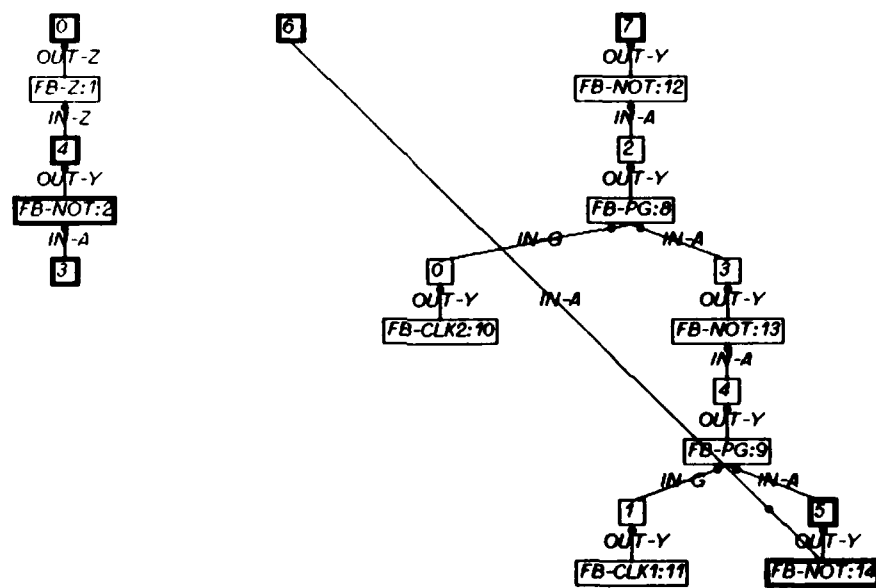 0 6 7
OUT-Z OUT-Y
FB-Z:1 FB-NOT:12
IN-Z IN-A
4 2
OUT-Y OUT-Y
FB-NOT:2 FB-PG:8
IN-A IN-G IN-A
3 0 3
OUT-Y IN-A OUT-Y
FB-CLK2:10 FB-NOT:13
IN-A
4
OUT-Y
FB-PG:9
IN-G IN-A
1 5
OUT-Y OUT-Y
FB-CLK1:11 FB-NOT:14